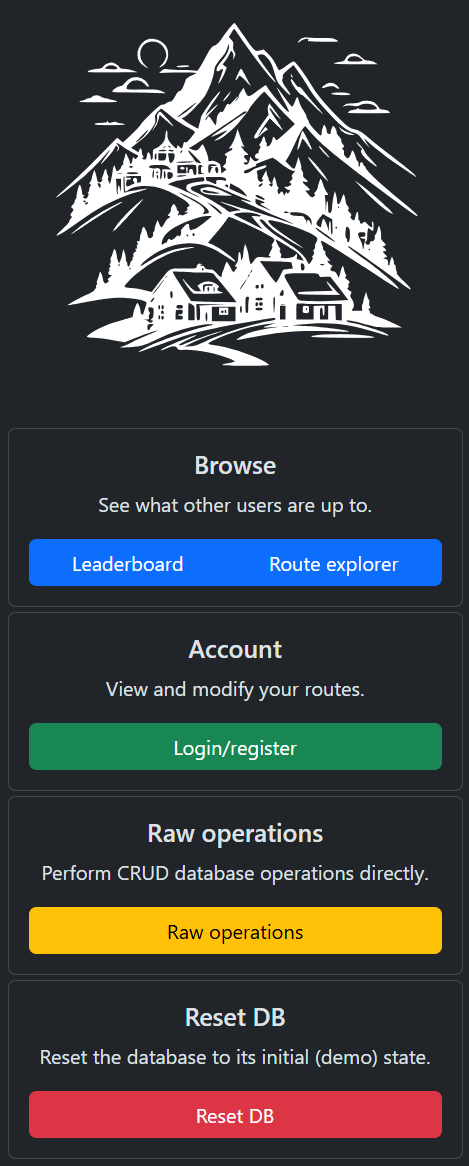 Browse
See what other users are up to.
Leaderboard Route explorer
Account
View and modify your routes.
Login/register
Raw operations
Perform CRUD database operations directly.
Raw operations
Reset DB
Reset the database to its initial (demo) state.
Reset DB